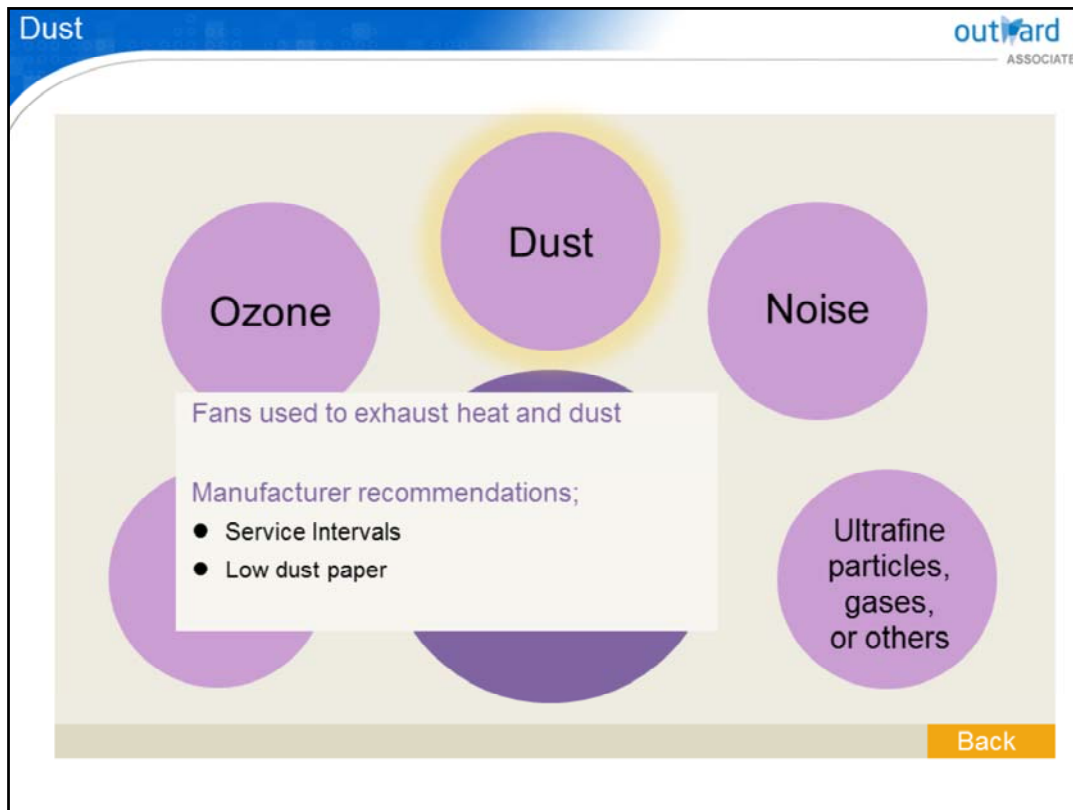 Dust
outward
ASSOCIATE
Dust
Ozone
Noise
Fans used to exhaust heat and dust
Manufacturer recommendations;
● Service Intervals
● Low dust paper
Ultrafine
particles,
gases,
or others
Back